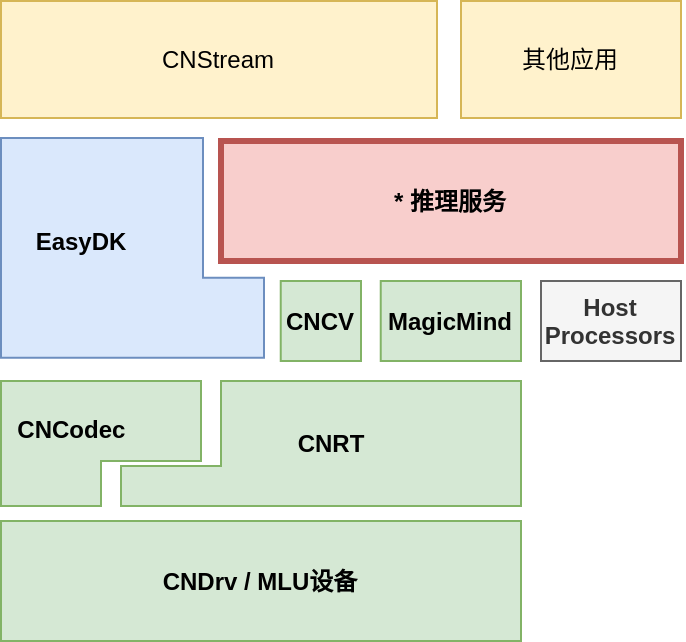 CNStream
其他应用
* 推理服务
EasyDK
CNCV
MagicMind
Host
Processors
CNCodec
CNRT
CNDrv / MLU设备